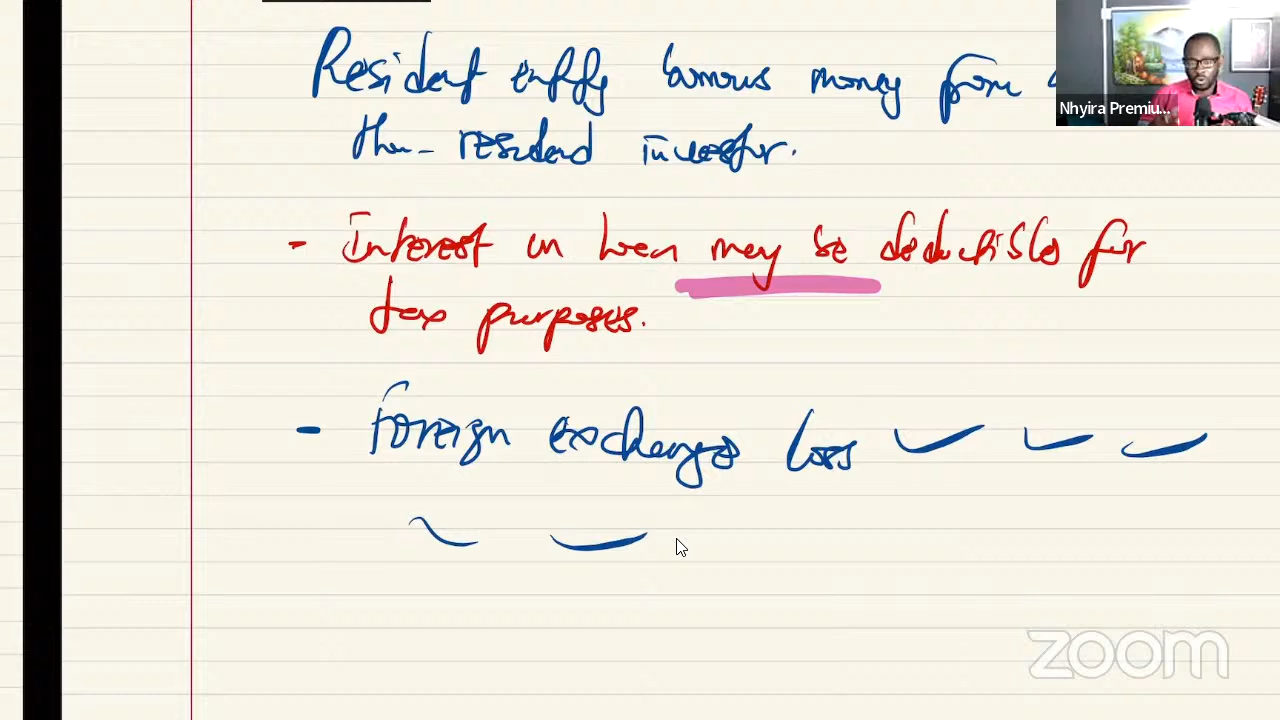 Resident entity borrows money from
Nhyira Premiu...
Non-resident investor.
- Interest on loan may be deductible for
tax purposes.
- Foreign exchange loss
zoom